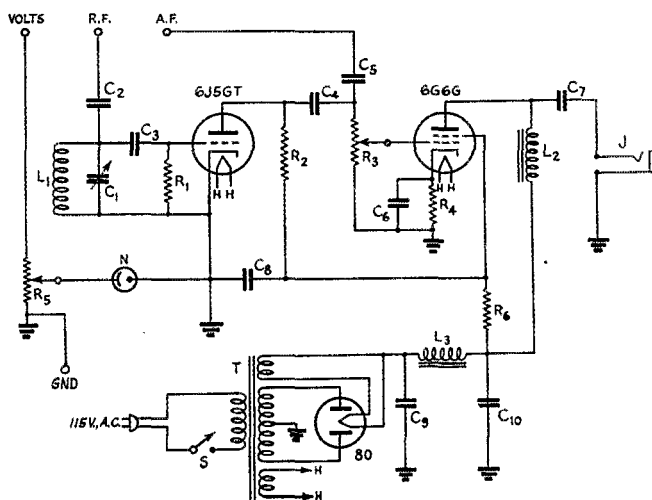 VOLTS R.F. A.F.
C5
C2 6J5GT C4 6G6G C7
C3
L1 C1 R1 R2 R3 L2 J
H H
C6 H H R4
N C8
R5
R6
GND T L3
115V., A.C. C9 C10
S 80
H
H